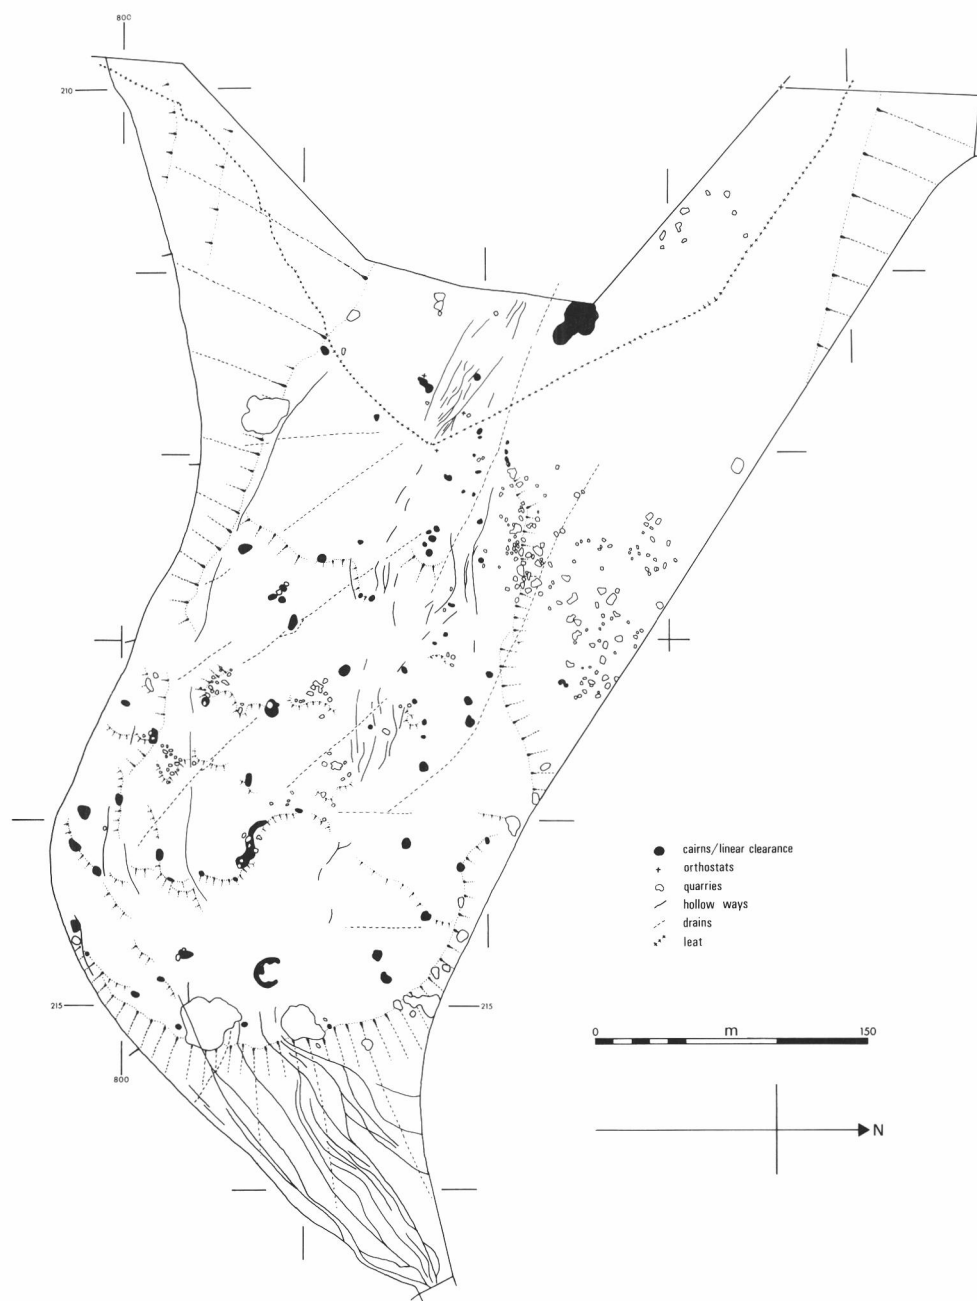 800
210
cairns/linear clearance
orthostats
quarries
hollow ways
drains
leat
215
215
0 m 150
800
N